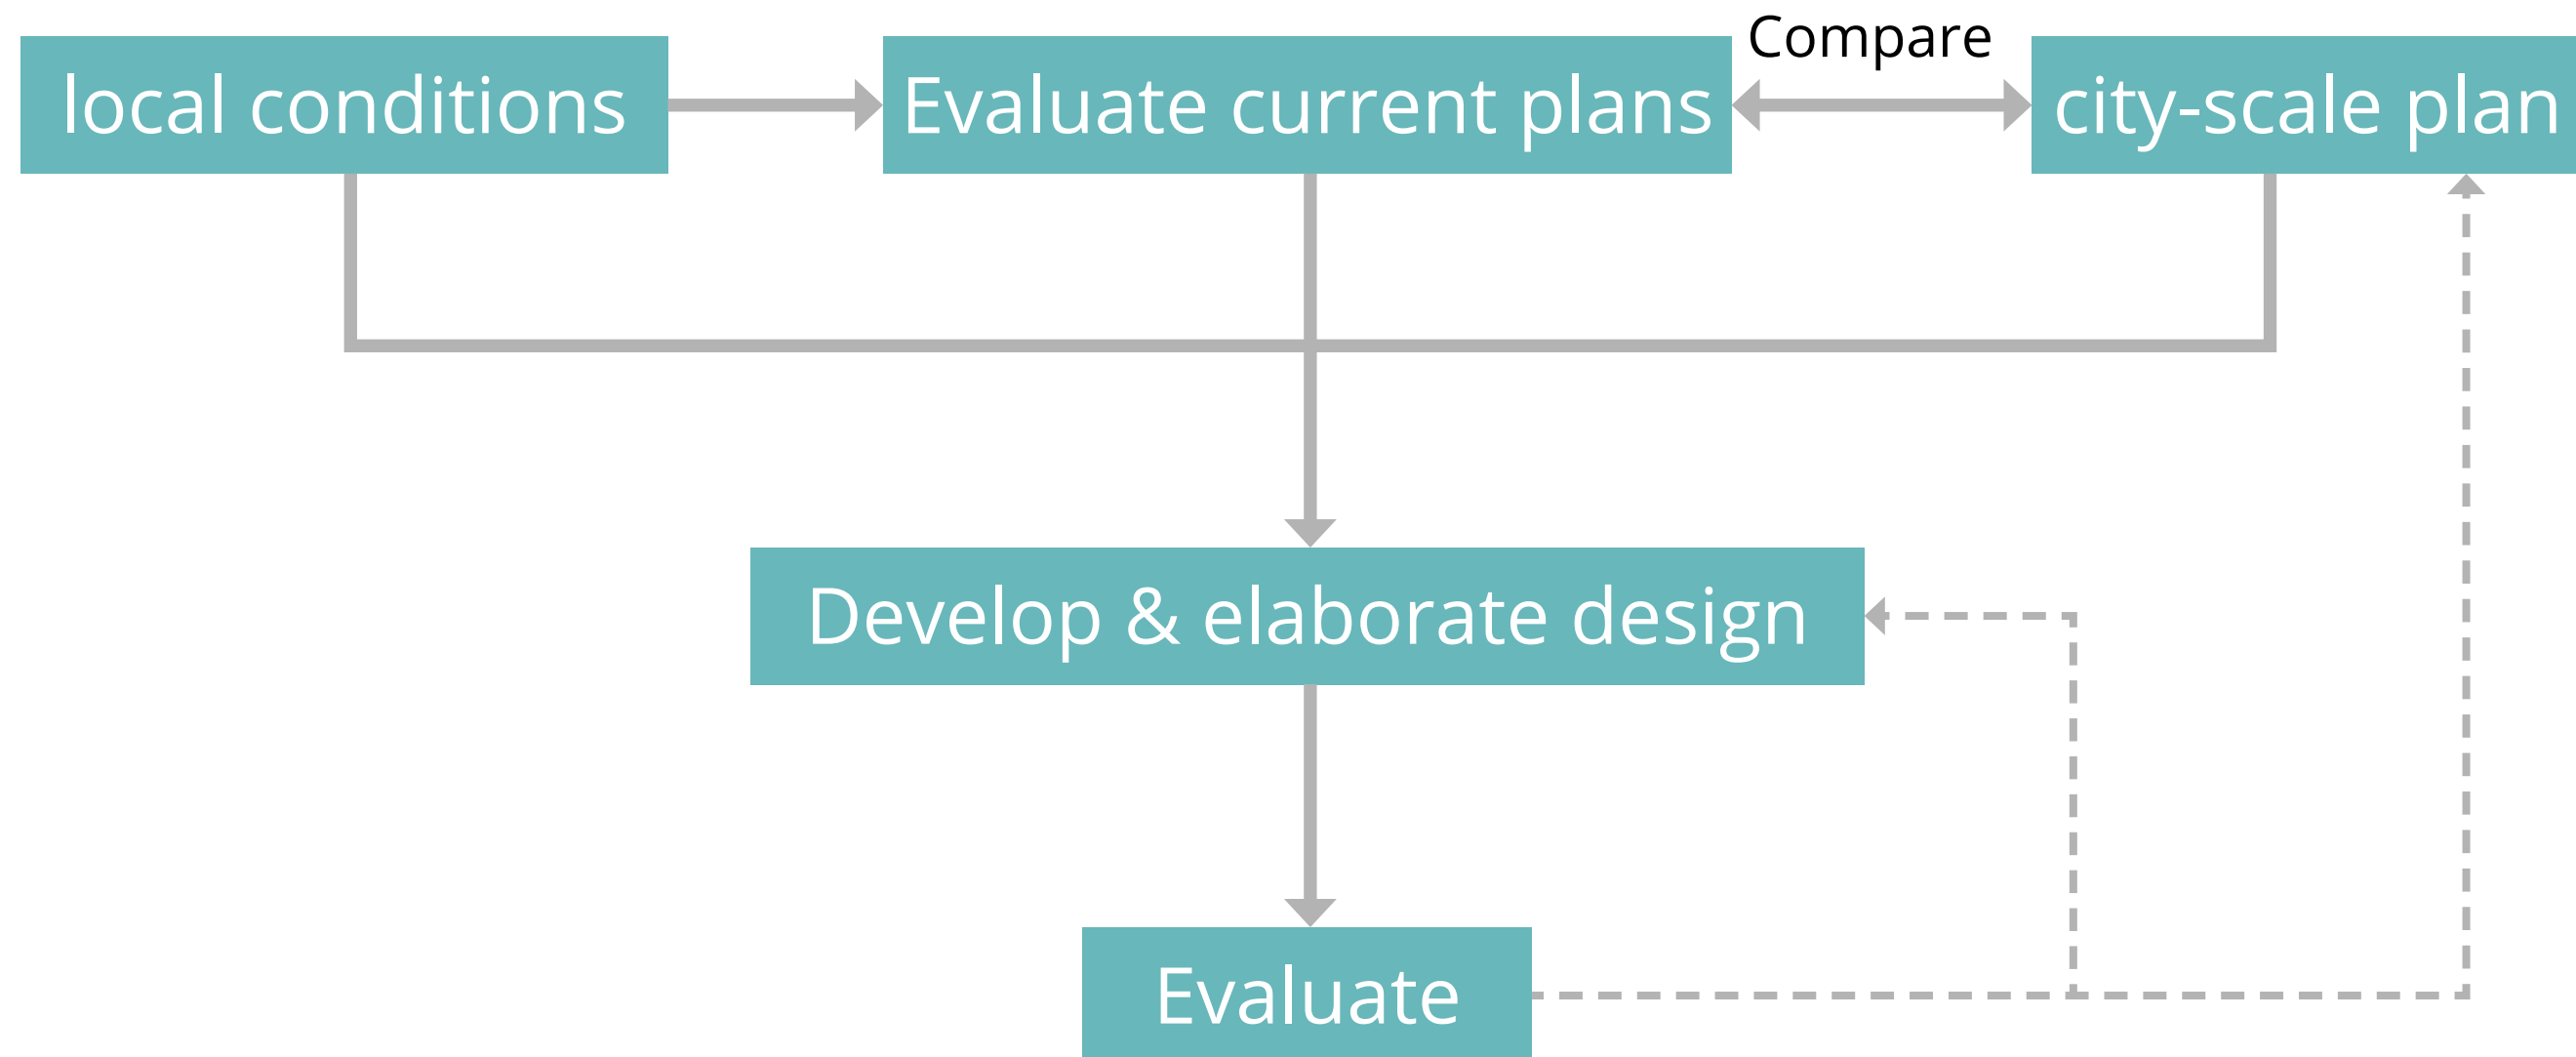 Compare
local conditions
Evaluate current plans
city-scale plan
Develop & elaborate design
Evaluate